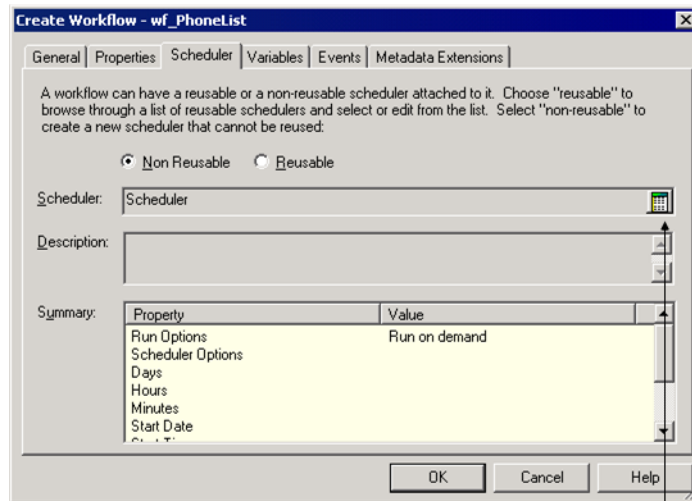 Create Workflow - wf_PhoneList
General Properties Scheduler Variables Events Metadata Extensions
A workflow can have a reusable or a non-reusable scheduler attached to it. Choose "reusable" to
browse through a list of reusable schedulers and select or edit from the list. Select "non-reusable" to
create a new scheduler that cannot be reused:
Non Reusable Reusable
Scheduler: Scheduler
Description:
Summary: Property Value
Run Options Run on demand
Scheduler Options
Days
Hours
Minutes
Start Date
OK Cancel Help